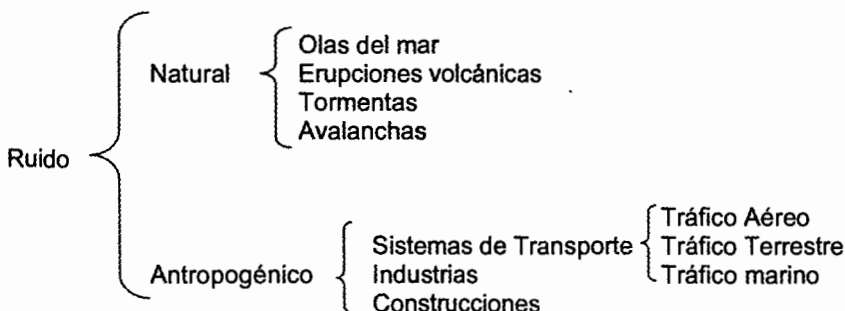 Ruido
Natural
Olas del mar
Erupciones volcánicas
Tormentas
Avalanchas
Antropogénico
Sistemas de Transporte
Industrias
Construcciones
Tráfico Aéreo
Tráfico Terrestre
Tráfico marino